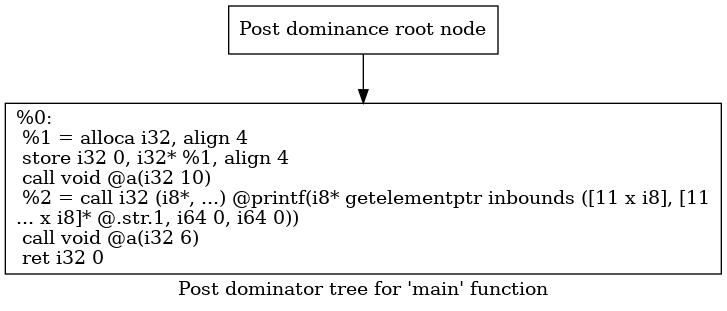 Post dominance root node
%0:
%1 = alloca i32, align 4
store i32 0, i32* %1, align 4
call void @a(i32 10)
%2 = call i32 (i8*, ...) @printf(i8* getelementptr inbounds ([11 x i8], [11
... x i8]* @.str.1, i64 0, i64 0))
call void @a(i32 6)
ret i32 0
Post dominator tree for 'main' function